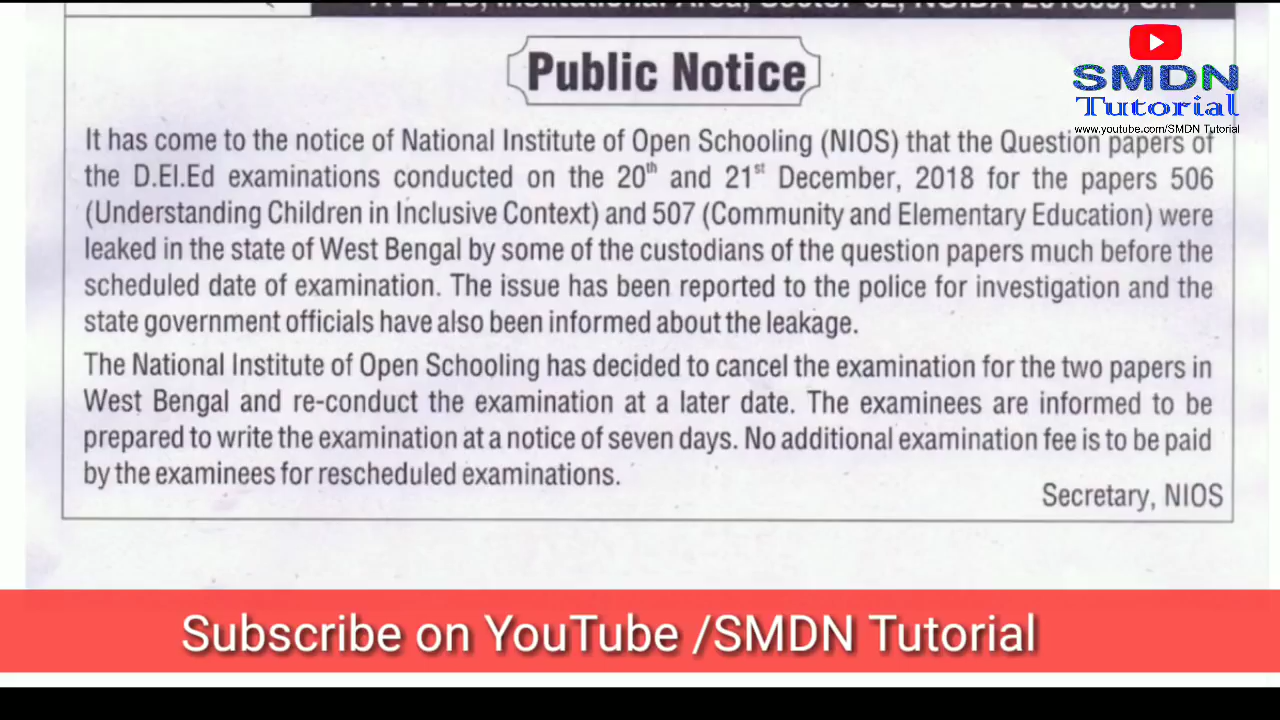 Public Notice
SMDN
Tutorial
www.youtube.com/SMDN Tutorial
It has come to the notice of National Institute of Open Schooling (NIOS) that the Question papers of
the D.El.Ed examinations conducted on the 20th and 21st December, 2018 for the papers 506
(Understanding Children in Inclusive Context) and 507 (Community and Elementary Education) were
leaked in the state of West Bengal by some of the custodians of the question papers much before the
scheduled date of examination. The issue has been reported to the police for investigation and the
state government officials have also been informed about the leakage.
The National Institute of Open Schooling has decided to cancel the examination for the two papers in
West Bengal and re-conduct the examination at a later date. The examinees are informed to be
prepared to write the examination at a notice of seven days. No additional examination fee is to be paid
by the examinees for rescheduled examinations.
Secretary, NIOS
Subscribe on YouTube /SMDN Tutorial